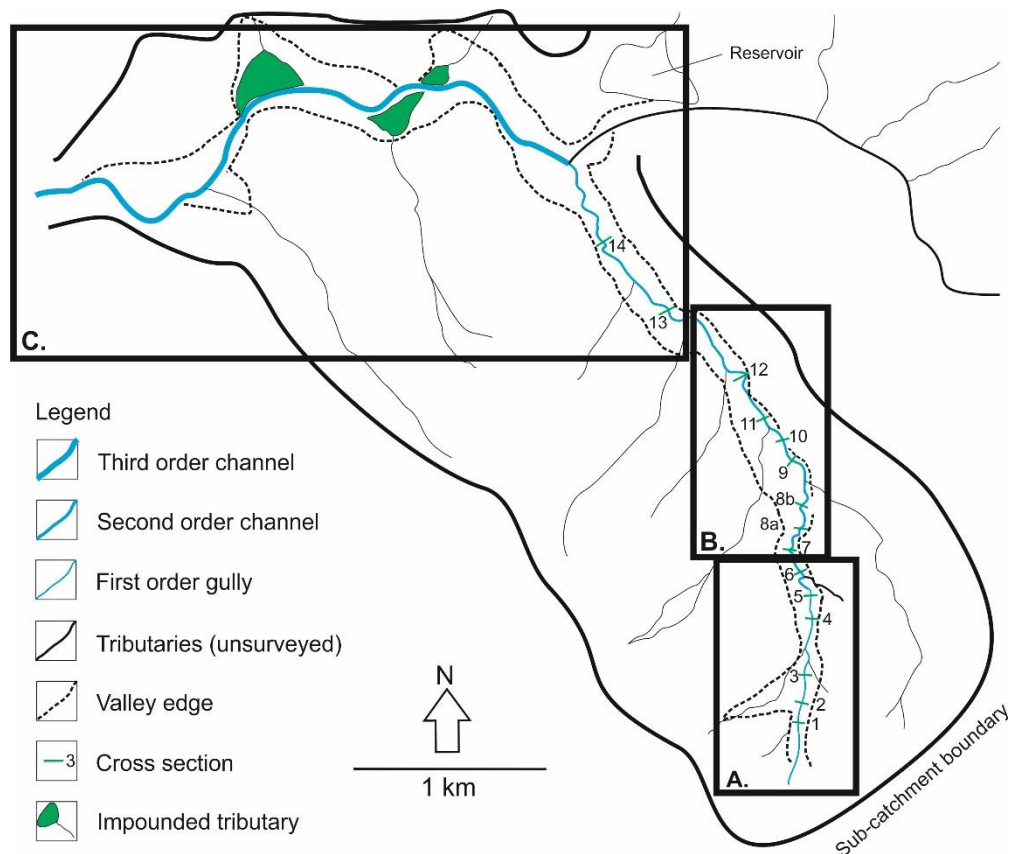 Reservoir
14
13
C.
12
11
10
9
8b
8a
7
B.
6
5
4
3
2
1
A.
Legend
Third order channel
Second order channel
First order gully
Tributaries (unsurveyed)
Valley edge
3 Cross section
Impounded tributary
N
1 km
Sub-catchment boundary